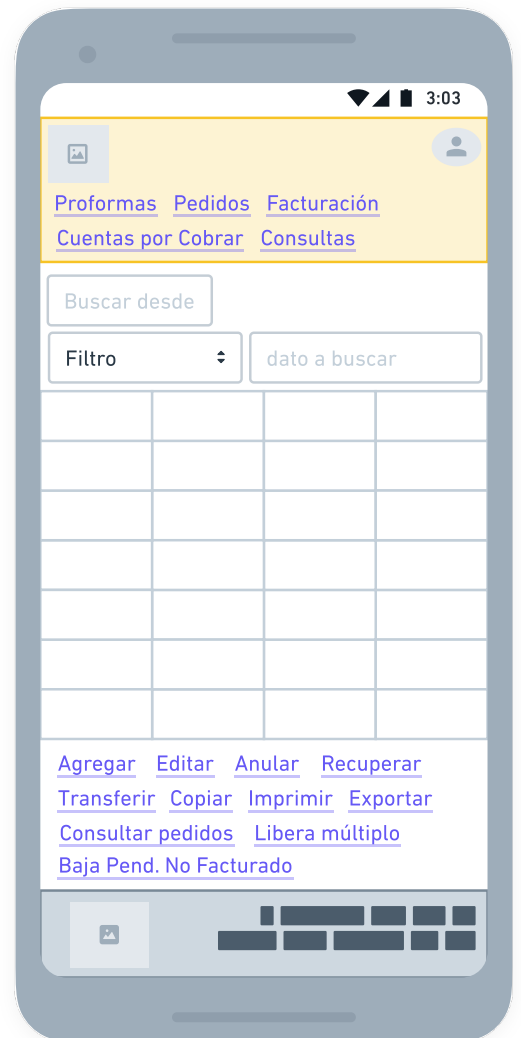 3:03
Proformas Pedidos Facturación
Cuentas por Cobrar Consultas
Buscar desde
Filtro dato a buscar
Agregar Editar Anular Recuperar
Transferir Copiar Imprimir Exportar
Consultar pedidos Libera múltiplo
Baja Pend. No Facturado